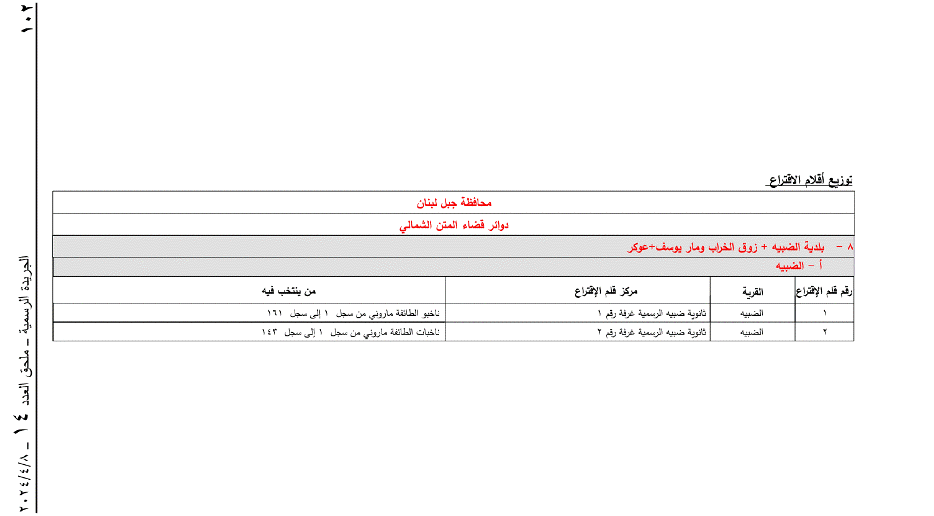 ١٠٢
الجريدة الرسمية – ملحق العدد ١٤ – ٢٠٢٤/٤/٨
توزيع أقلام الاقتراع
محافظة جبل لبنان
دوائر قضاء المتن الشمالي
٨ - بلدية الضبيه + زوق الخراب ومار يوسف+عوكر
أ - الضبيه
رقم قلم الإقتراع القرية مركز قلم الإقتراع من ينتخب فيه
١ الضبيه ثانوية ضبيه الرسمية غرفة رقم ١ ناخبو الطائفة ماروني من سجل ١ إلى سجل ١٦١
٢ الضبيه ثانوية ضبيه الرسمية غرفة رقم ٢ ناخبات الطائفة ماروني من سجل ١ إلى سجل ١٤٣